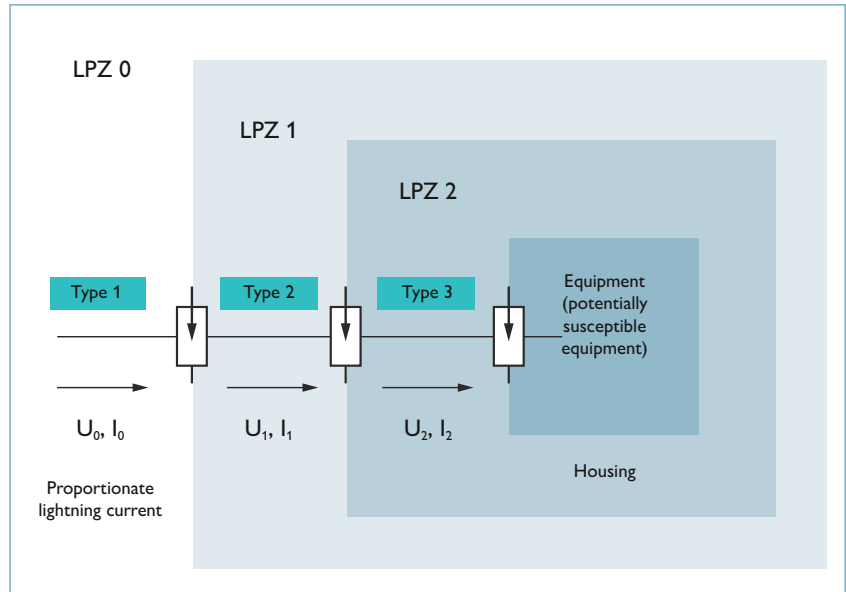 LPZ 0
LPZ 1
LPZ 2
Type 1
Type 2
Type 3
Equipment
(potentially
susceptible
equipment)
U₀, I₀
U₁, I₁
U₂, I₂
Housing
Proportionate
lightning current